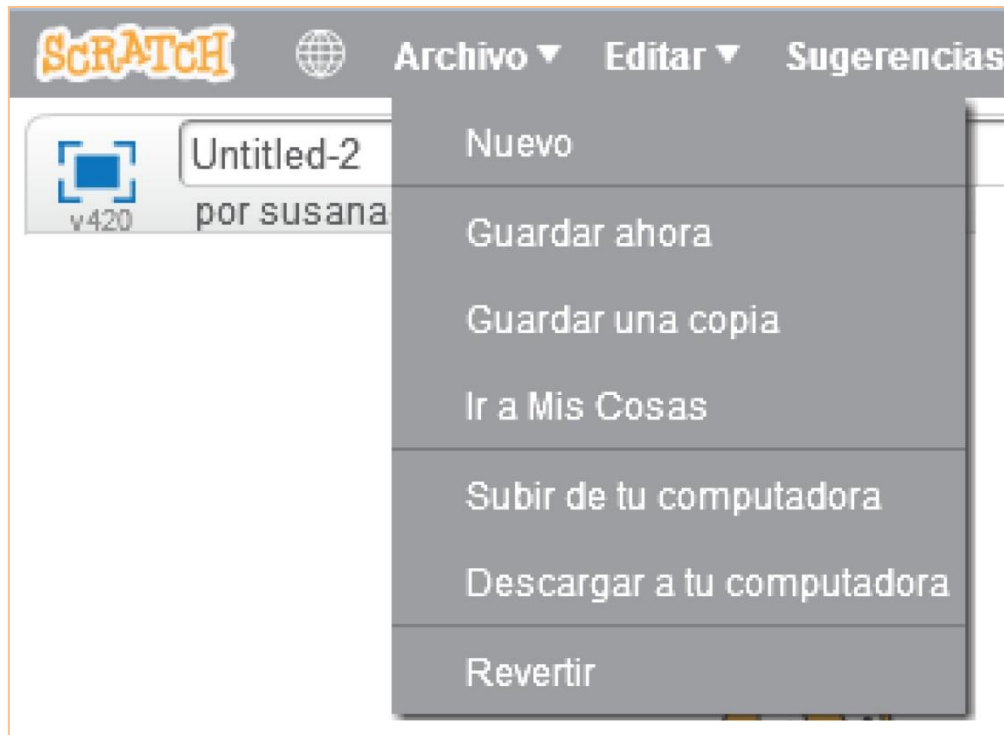 SCRATCH Archivo Editar Sugerencias
Untitled-2
v420 por susana
Nuevo
Guardar ahora
Guardar una copia
Ir a Mis Cosas
Subir de tu computadora
Descargar a tu computadora
Revertir